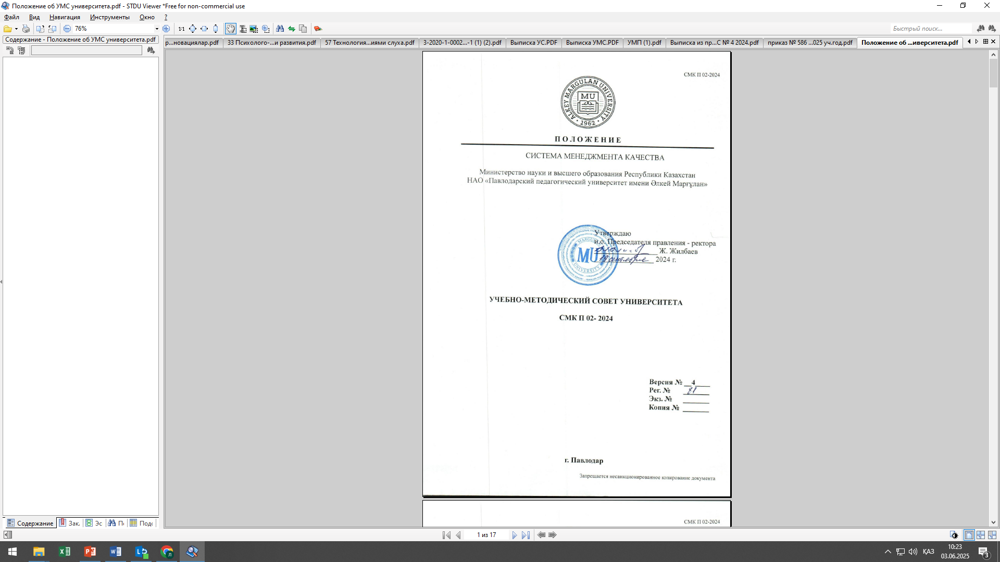 Положение об УМС университета.pdf - STDU Viewer *Free for non-commercial use
Файл Вид Навигация Инструменты Окно ?
76%
1:1
Быстрый поиск...
Содержание - Положение об УМС университета.pdf
р...новациялар.pdf
33 Психолого-...и развития.pdf
57 Технология...иями слуха.pdf
3-2020-1-0002...-1 (1) (2).pdf
Выписка УС.PDF
Выписка УМС.PDF
УМП (1).pdf
Выписка из пр...С № 4 2024.pdf
приказ № 586 ...025 уч.год.pdf
Положение об ...иверситета.pdf
СМК П 02-2024
ALKEY MARGULAN UNIVERSITY
MU
• 1962 •
ПОЛОЖЕНИЕ
СИСТЕМА МЕНЕДЖМЕНТА КАЧЕСТВА
Министерство науки и высшего образования Республики Казахстан
НАО «Павлодарский педагогический университет имени Әлкей Марғұлан»
Утверждаю
и.о. Председателя правления - ректора
Ж. Жилбаев
2024 г.
MARGULAN
MU
UNIVERSITY
УЧЕБНО-МЕТОДИЧЕСКИЙ СОВЕТ УНИВЕРСИТЕТА
СМК П 02- 2024
Версия № 4
Рег. № 81
Экз. №
Копия №
г. Павлодар
Запрещается несанкционированное копирование документа
СМК П 02-2024
Содержание
Зак.
Эс
По
1 из 17
ҚАЗ
10:23
03.06.2025
3